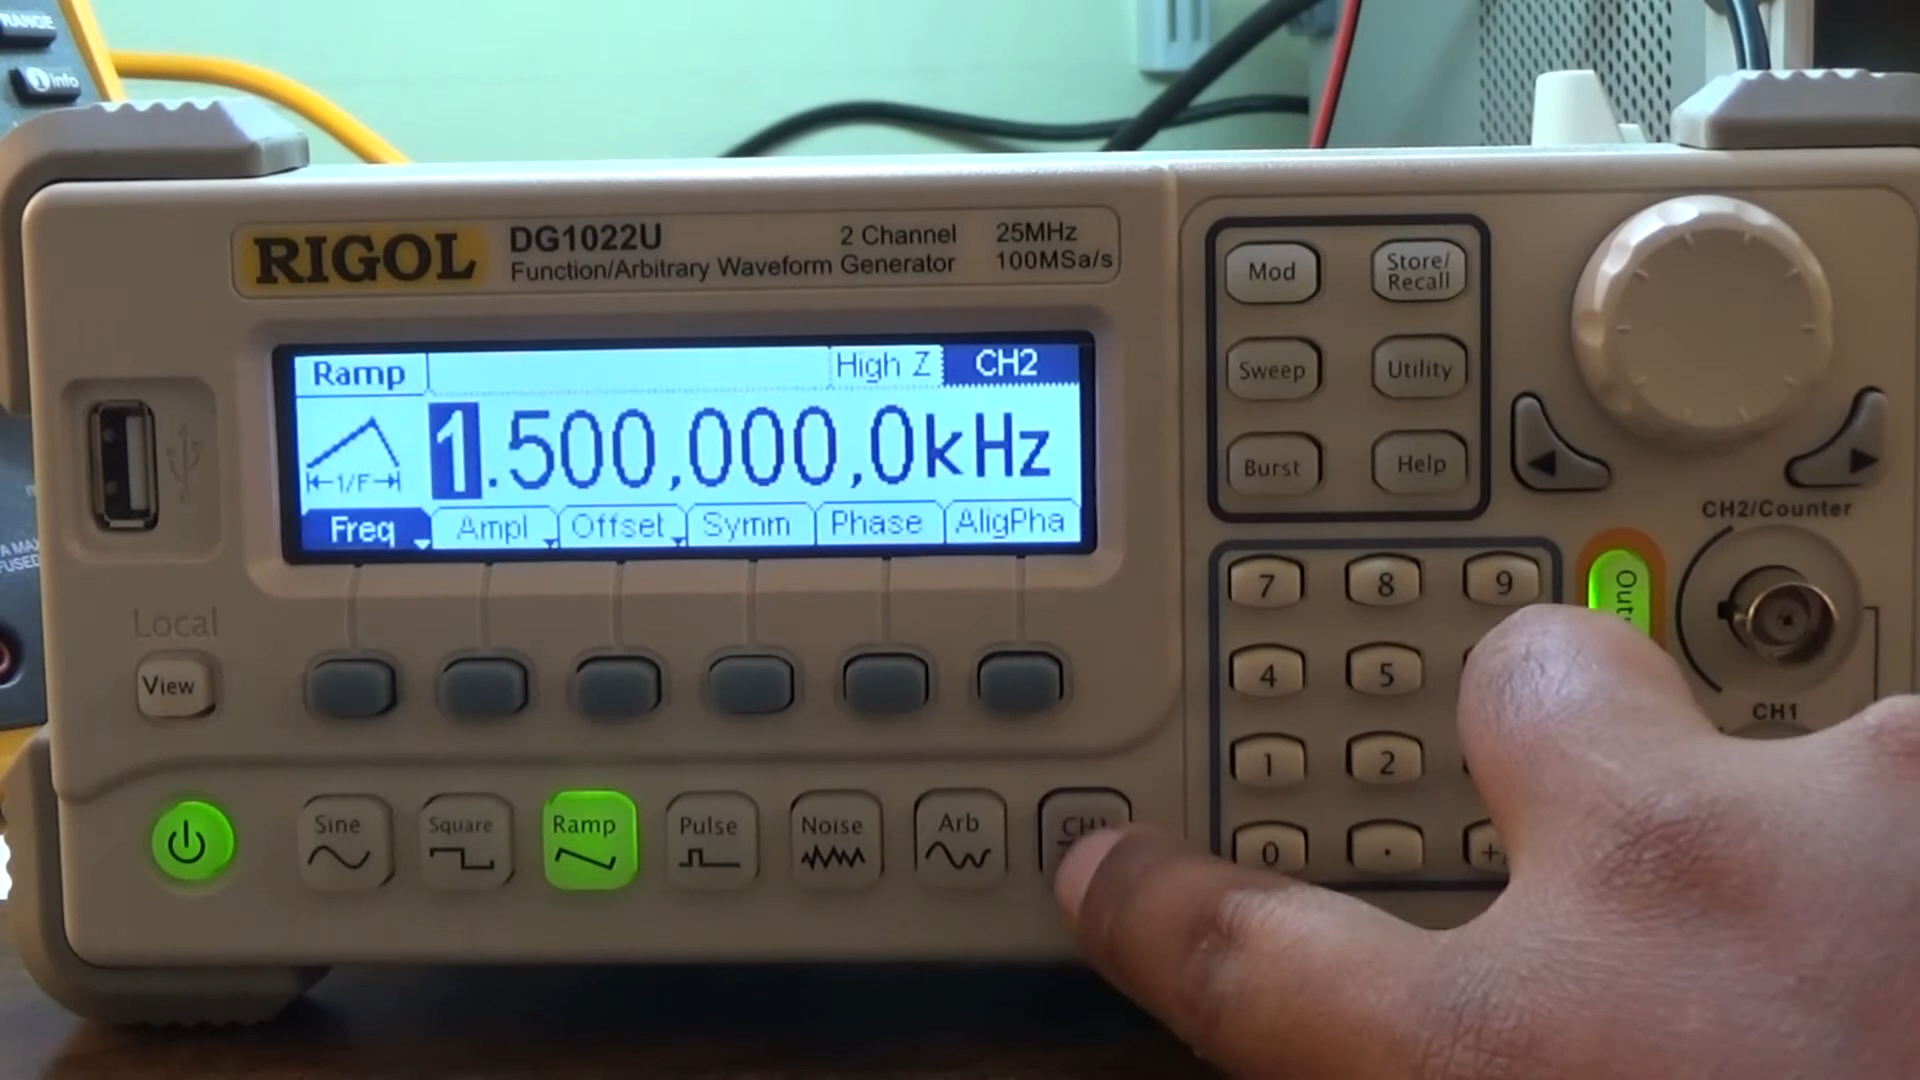 RANGE
info
RIGOL
DG1022U
2 Channel
25MHz
Function/Arbitrary Waveform Generator
100MSa/s
Ramp
High Z
CH2
1.500,000,0kHz
1/F
Freq
Ampl
Offset
Symm
Phase
AligPha
Local
View
Sine
Square
Ramp
Pulse
Noise
Arb
CH1
Mod
Store/
Recall
Sweep
Utility
Burst
Help
CH2/Counter
7
8
9
4
5
CH1
1
2
0
.